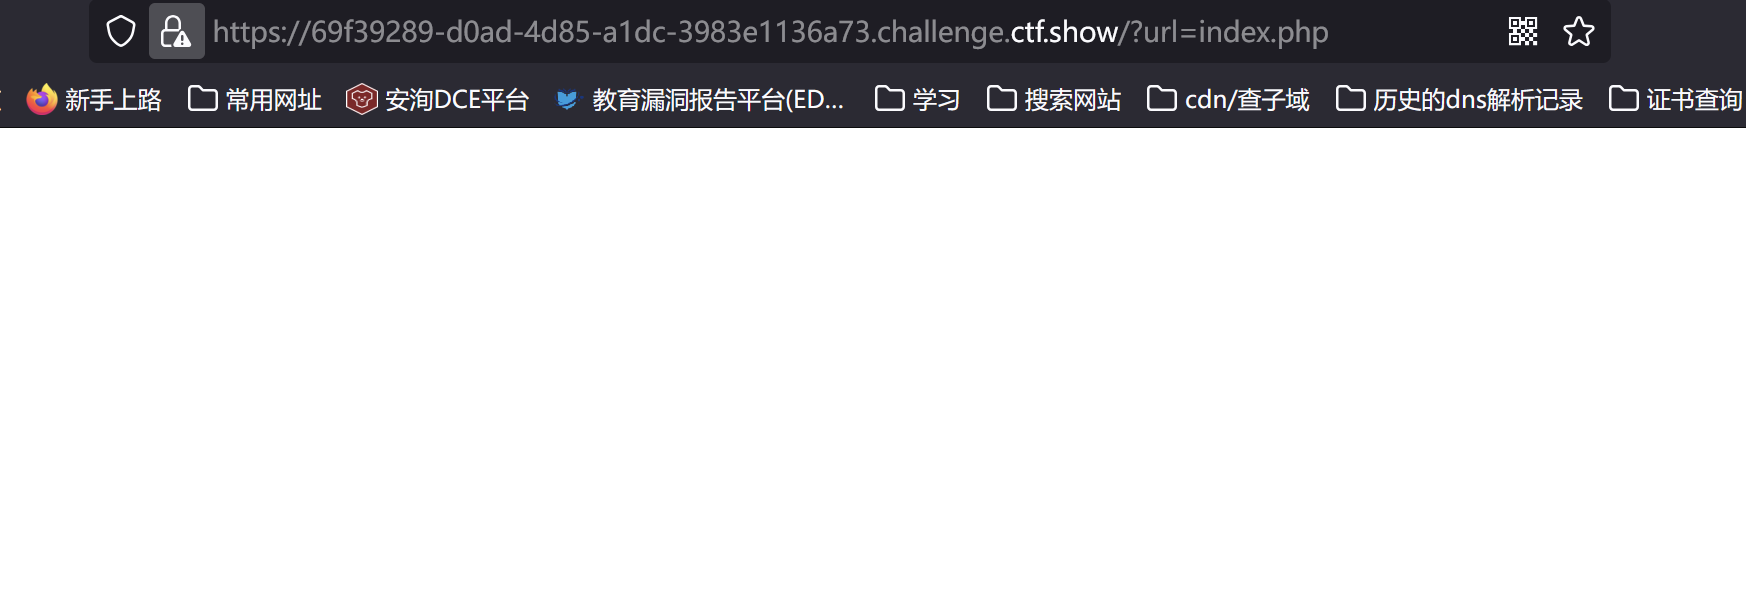 https://69f39289-d0ad-4d85-a1dc-3983e1136a73.challenge.ctf.show/?url=index.php
新手上路 常用网址 安洵DCE平台 教育漏洞报告平台(ED... 学习 搜索网站 cdn/查子域 历史的dns解析记录 证书查询